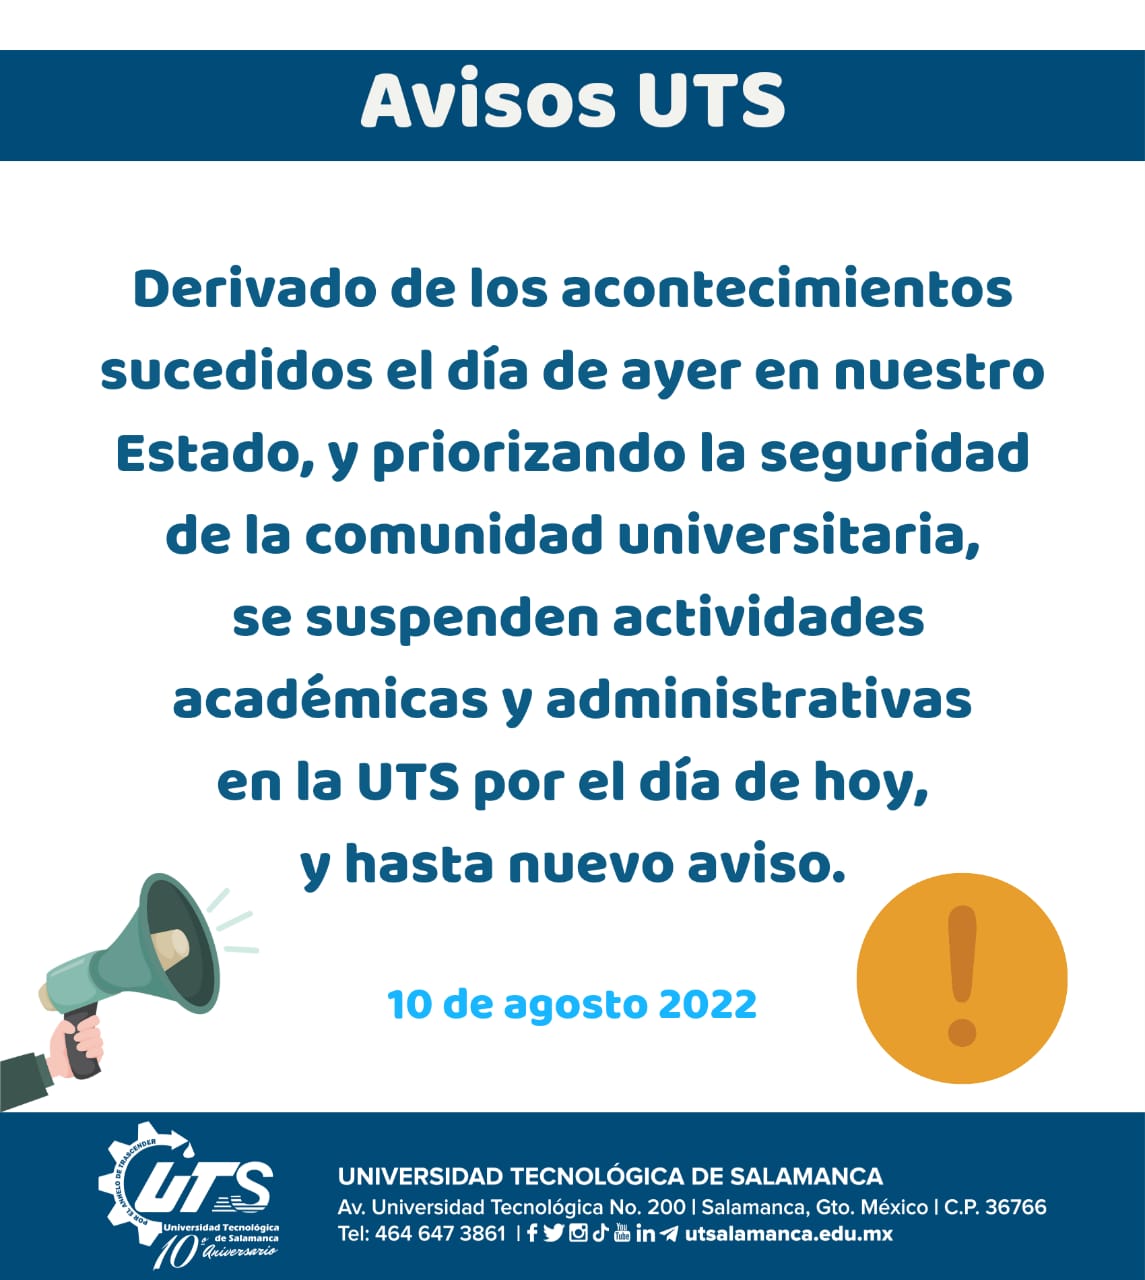 Avisos UTS
Derivado de los acontecimientos
sucedidos el día de ayer en nuestro
Estado, y priorizando la seguridad
de la comunidad universitaria,
se suspenden actividades
académicas y administrativas
en la UTS por el día de hoy,
y hasta nuevo aviso.
10 de agosto 2022
POR EL ANHELO DE TRASCENDER
UTS
Universidad Tecnológica
de Salamanca
10° Aniversario
UNIVERSIDAD TECNOLÓGICA DE SALAMANCA
Av. Universidad Tecnológica No. 200 | Salamanca, Gto. México | C.P. 36766
Tel: 464 647 3861 | You Tube utsalamanca.edu.mx